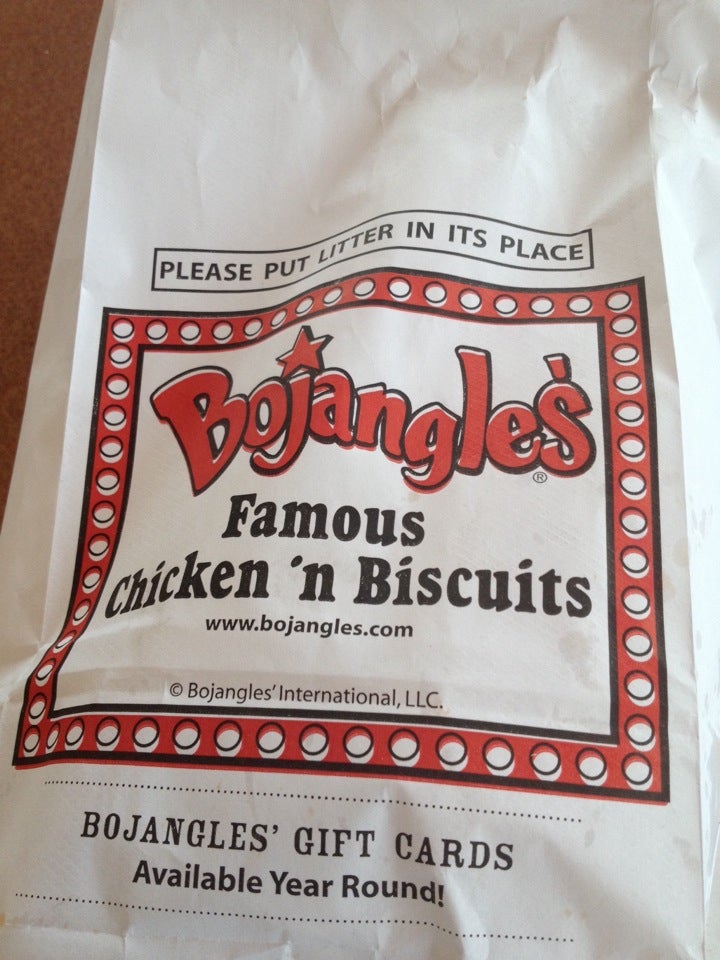 PLEASE PUT LITTER IN ITS PLACE
Bojangles'
®
Famous
Chicken 'n Biscuits
www.bojangles.com
© Bojangles' International, LLC.
BOJANGLES' GIFT CARDS
Available Year Round!